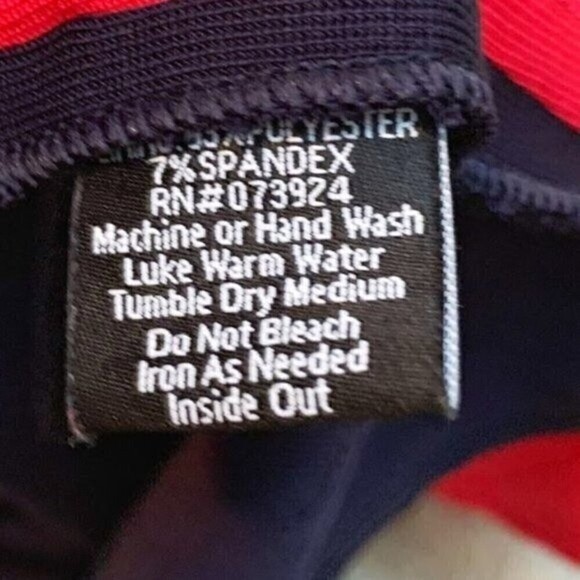 POLYESTER
7% SPANDEX
RN#073924
Machine or Hand Wash
Luke Warm Water
Tumble Dry Medium
Do Not Bleach
Iron As Needed
Inside Out